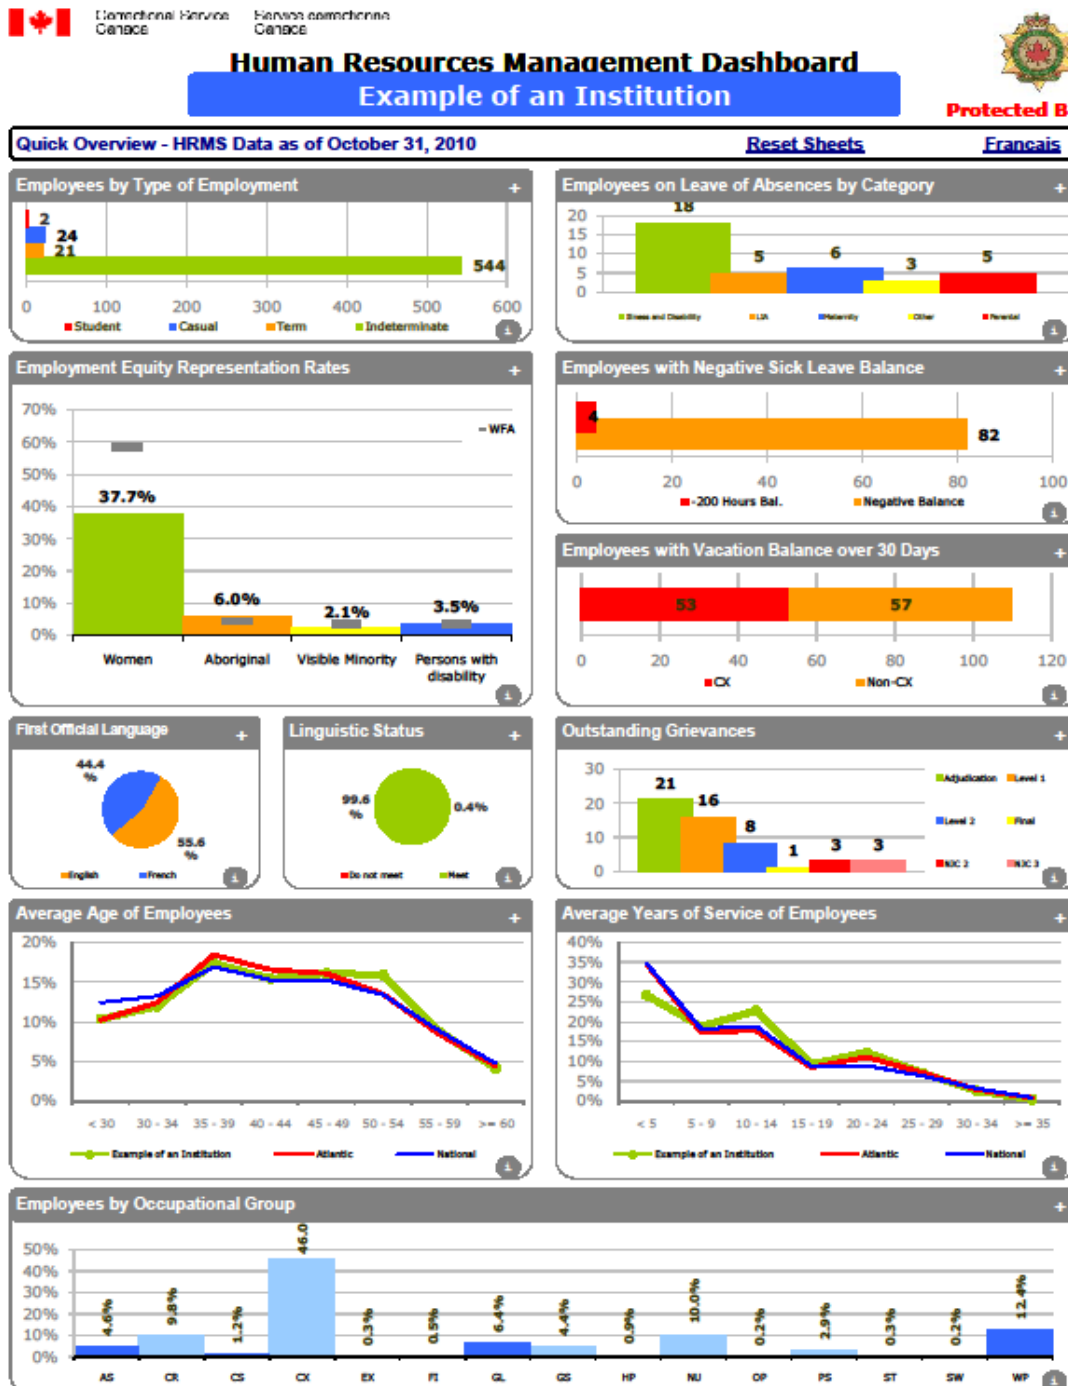 Correctional Service Service correctionne
Canada Canada
Human Resources Management Dashboard
Example of an Institution
Protected B
Quick Overview - HRMS Data as of October 31, 2010 Reset Sheets Francais
Employees by Type of Employment +
2
24
21
544
0 100 200 300 400 500 600
Student Casual Term Indeterminate
i
Employees on Leave of Absences by Category +
20
15
10
5
0
18 5 6 3 5
Illness and Disability LIA Maternity Other Parental
i
Employment Equity Representation Rates +
70%
60%
50%
40%
30%
20%
10%
0%
WFA
37.7% 6.0% 2.1% 3.5%
Women Aboriginal Visible Minority Persons with
disability
i
Employees with Negative Sick Leave Balance +
4
82
0 20 40 60 80 100
-200 Hours Bal. Negative Balance
i
Employees with Vacation Balance over 30 Days +
53 57
0 20 40 60 80 100 120
CX Non-CX
i
First Official Language +
44.4
%
55.6
%
English French
i
Linguistic Status +
99.6
%
0.4%
Do not meet Meet
Outstanding Grievances +
30
20
10
0
21 16 8 1 3 3
Adjudication Level 1
Level 2 Final
NJC 2 NJC 3
i
Average Age of Employees +
20%
15%
10%
5%
0%
< 30 30 - 34 35 - 39 40 - 44 45 - 49 50 - 54 55 - 59 >= 60
Example of an Institution Atlantic National
i
Average Years of Service of Employees +
40%
35%
30%
25%
20%
15%
10%
5%
0%
< 5 5 - 9 10 - 14 15 - 19 20 - 24 25 - 29 30 - 34 >= 35
Example of an Institution Atlantic National
i
Employees by Occupational Group +
50%
40%
30%
20%
10%
0%
4.6% 9.8% 1.2% 46.0 0.3% 0.5% 6.4% 4.4% 0.9% 10.0% 0.2% 2.9% 0.3% 0.2% 12.4%
AS CR CS CX EX FI GL GS HP NU OP PS ST SW WP
i